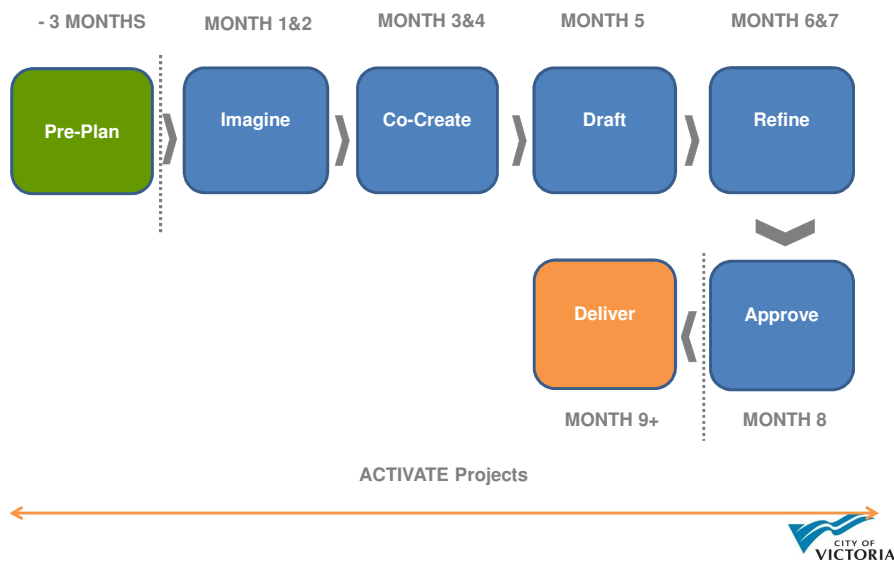 - 3 MONTHS
MONTH 1&2
MONTH 3&4
MONTH 5
MONTH 6&7
Pre-Plan
Imagine
Co-Create
Draft
Refine
Deliver
Approve
MONTH 9+
MONTH 8
ACTIVATE Projects
CITY OF
VICTORIA